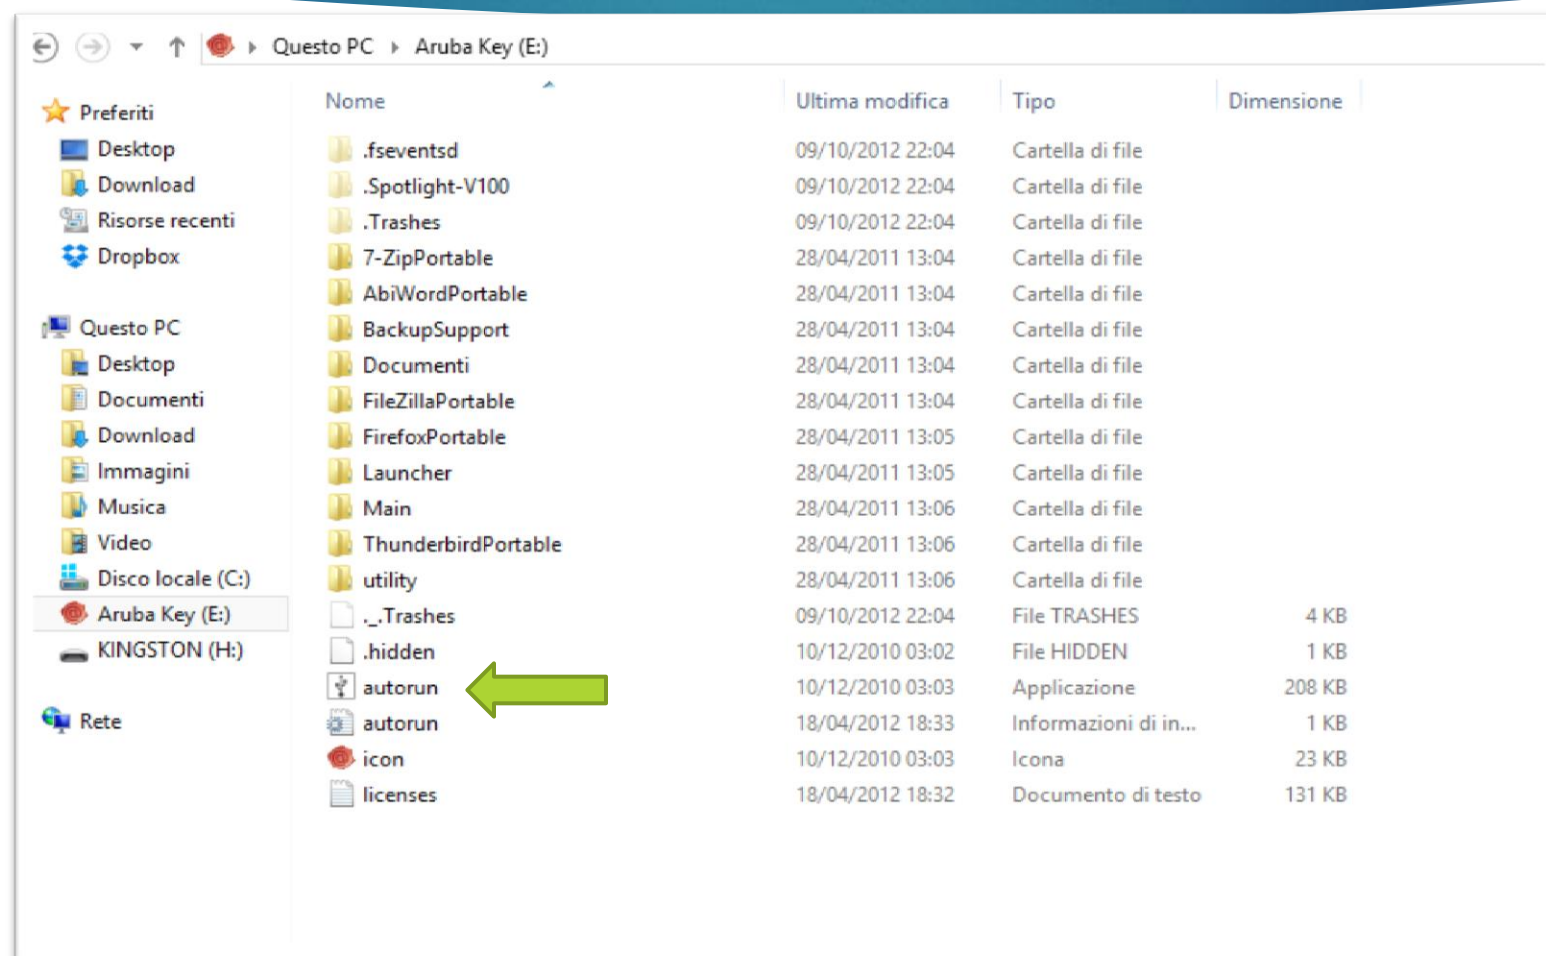 Questo PC Aruba Key (E:)
Preferiti
Desktop
Download
Risorse recenti
Dropbox
Questo PC
Desktop
Documenti
Download
Immagini
Musica
Video
Disco locale (C:)
Aruba Key (E:)
KINGSTON (H:)
Rete
Nome Ultima modifica Tipo Dimensione
.fseventsd 09/10/2012 22:04 Cartella di file
.Spotlight-V100 09/10/2012 22:04 Cartella di file
.Trashes 09/10/2012 22:04 Cartella di file
7-ZipPortable 28/04/2011 13:04 Cartella di file
AbiWordPortable 28/04/2011 13:04 Cartella di file
BackupSupport 28/04/2011 13:04 Cartella di file
Documenti 28/04/2011 13:04 Cartella di file
FileZillaPortable 28/04/2011 13:04 Cartella di file
FirefoxPortable 28/04/2011 13:05 Cartella di file
Launcher 28/04/2011 13:05 Cartella di file
Main 28/04/2011 13:06 Cartella di file
ThunderbirdPortable 28/04/2011 13:06 Cartella di file
utility 28/04/2011 13:06 Cartella di file
._.Trashes 09/10/2012 22:04 File TRASHES 4 KB
.hidden 10/12/2010 03:02 File HIDDEN 1 KB
autorun 10/12/2010 03:03 Applicazione 208 KB
autorun 18/04/2012 18:33 Informazioni di in... 1 KB
icon 10/12/2010 03:03 Icona 23 KB
licenses 18/04/2012 18:32 Documento di testo 131 KB